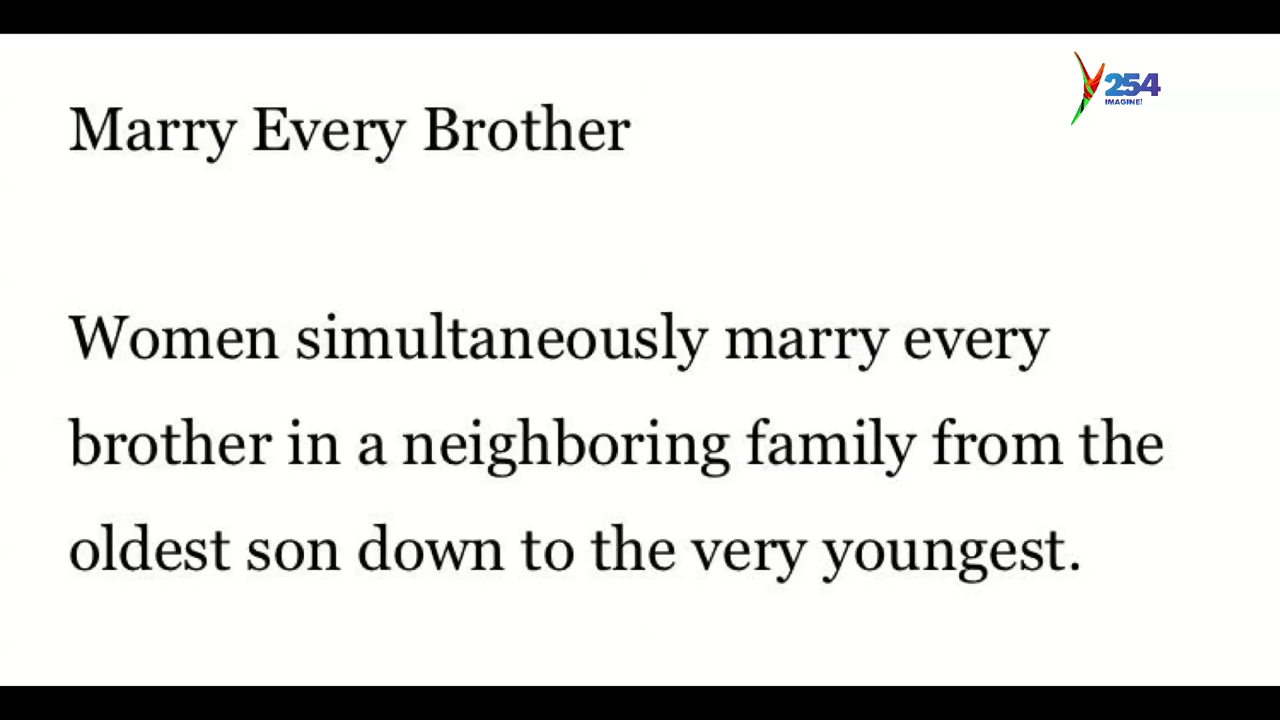 Y254
IMAGINE!
Marry Every Brother
Women simultaneously marry every
brother in a neighboring family from the
oldest son down to the very youngest.